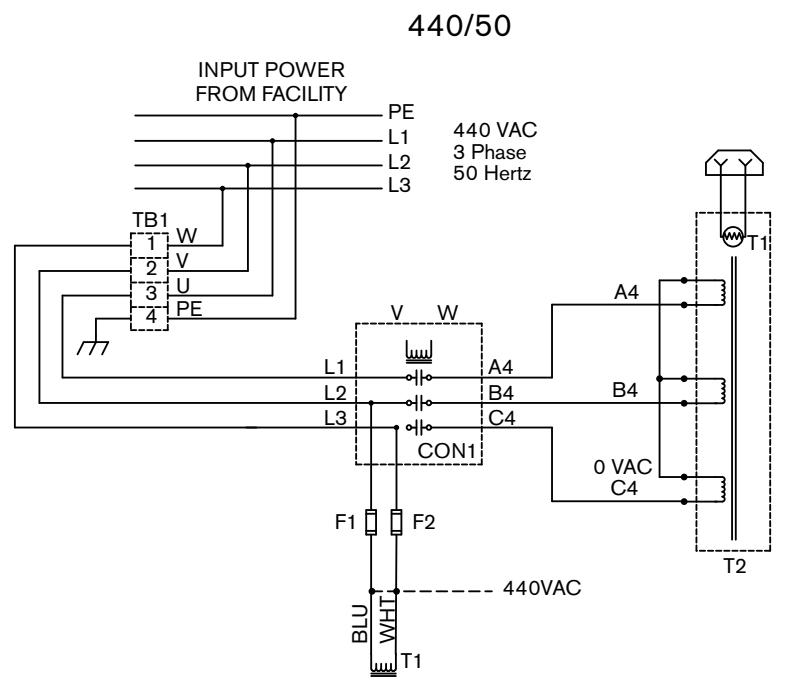 440/50
INPUT POWER
FROM FACILITY
PE
L1
L2
L3
440 VAC
3 Phase
50 Hertz
TB1
1 W
2 V
3 U
4 PE
T1
A4
V W
L1 A4
L2 B4 B4
L3 C4
CON1
0 VAC
C4
F1 F2
T2
440VAC
BLU
WHT
T1